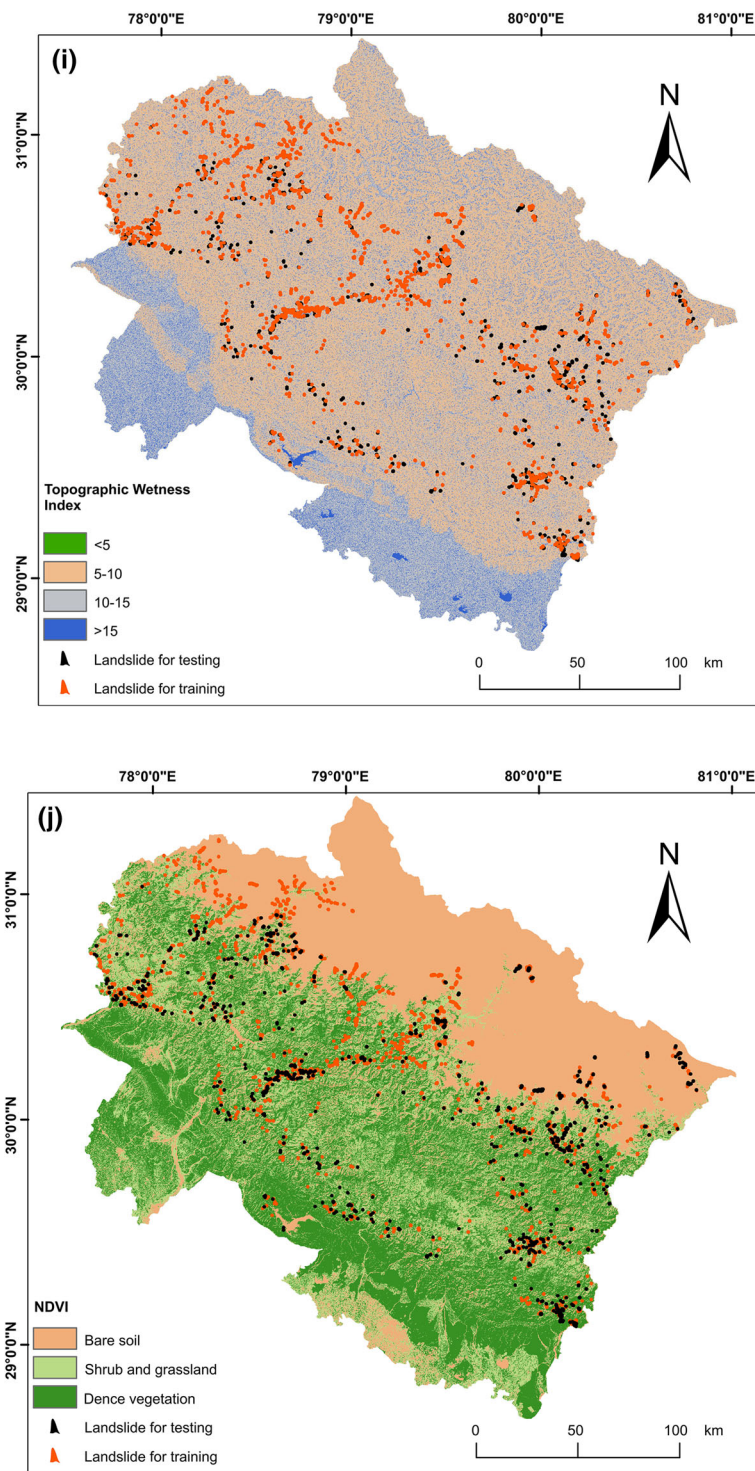 78°0'0"E 79°0'0"E 80°0'0"E 81°0'0"E
(i)
N
31°0'0"N
30°0'0"N
29°0'0"N
Topographic Wetness
Index
<5
5-10
10-15
>15
Landslide for testing
Landslide for training
0 50 100 km
78°0'0"E 79°0'0"E 80°0'0"E 81°0'0"E
(j)
N
31°0'0"N
30°0'0"N
29°0'0"N
NDVI
Bare soil
Shrub and grassland
Dence vegetation
Landslide for testing
Landslide for training
0 50 100 km